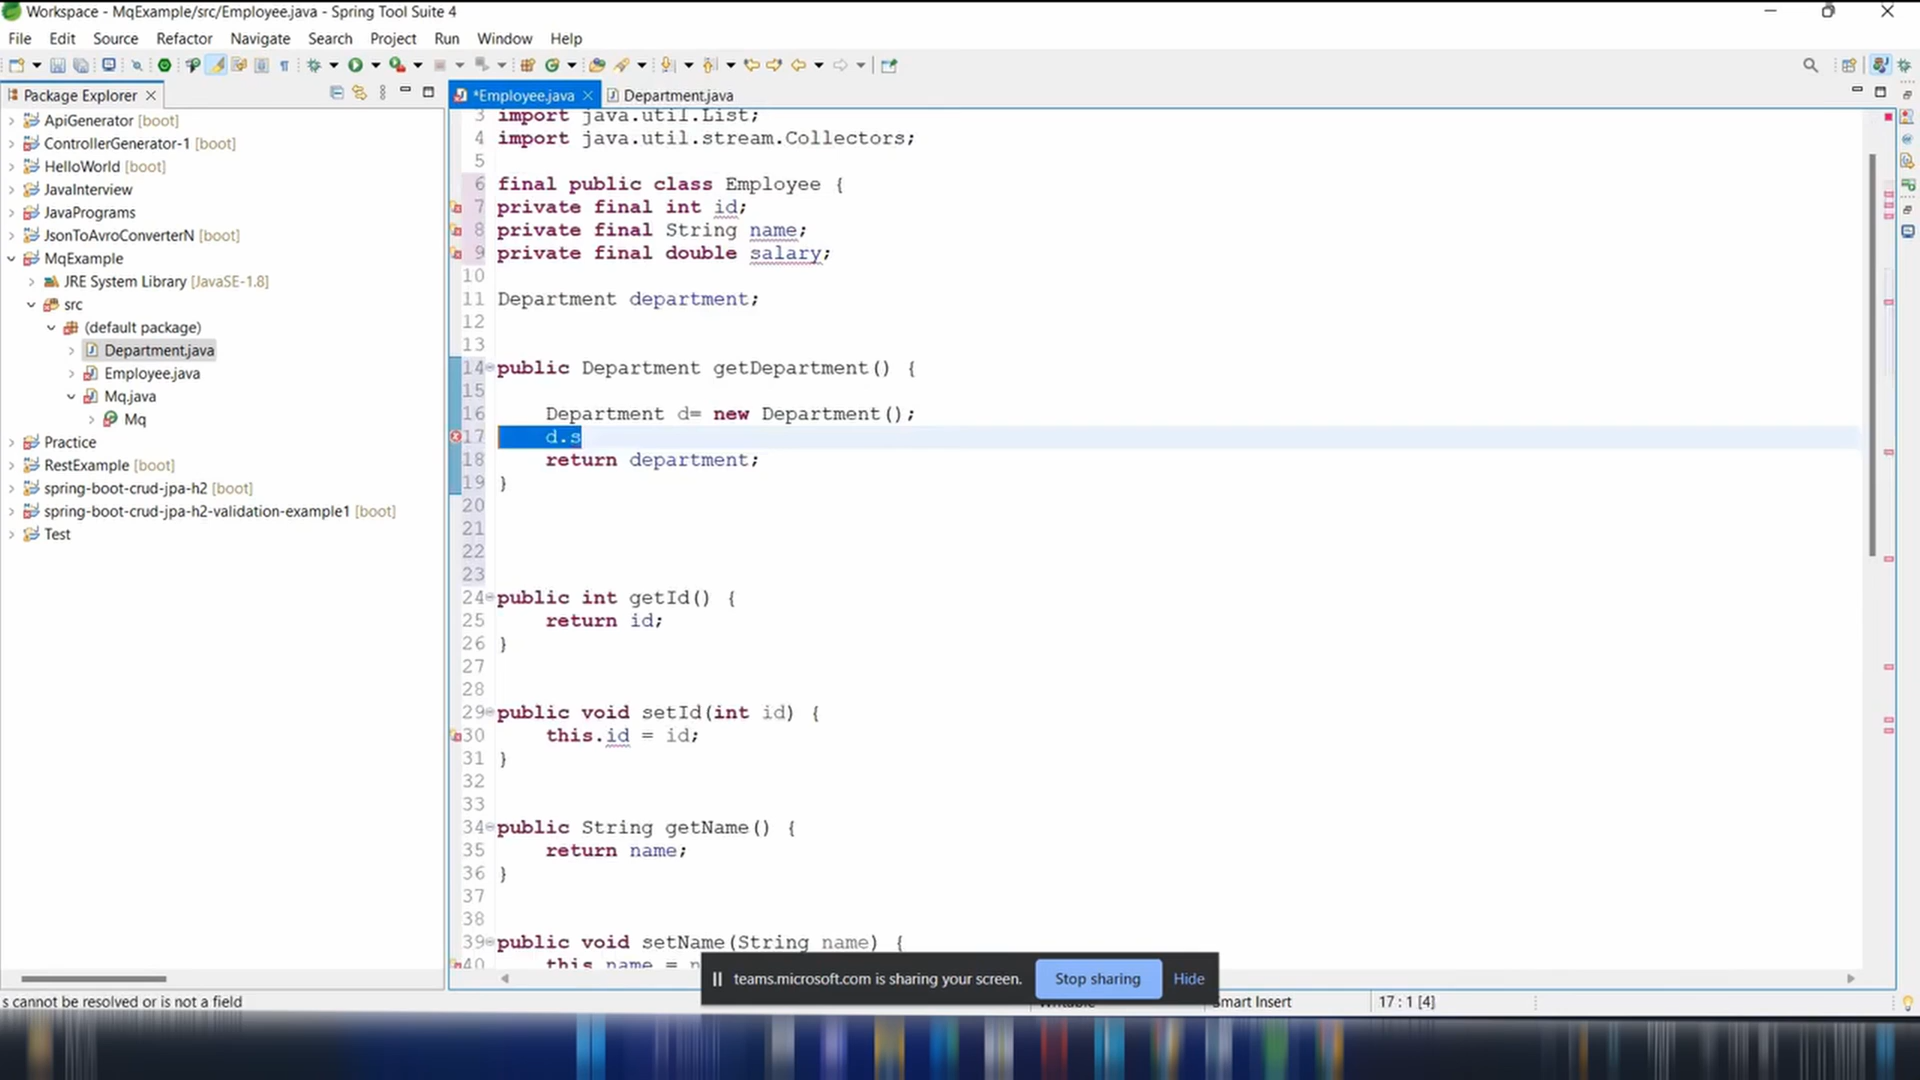 Workspace - MqExample/src/Employee.java - Spring Tool Suite 4
File Edit Source Refactor Navigate Search Project Run Window Help
Package Explorer
*Employee.java
Department.java
ApiGenerator [boot]
ControllerGenerator-1 [boot]
HelloWorld [boot]
JavaInterview
JavaPrograms
JsonToAvroConverterN [boot]
MqExample
JRE System Library [JavaSE-1.8]
src
(default package)
Department.java
Employee.java
Mq.java
Mq
Practice
RestExample [boot]
spring-boot-crud-jpa-h2 [boot]
spring-boot-crud-jpa-h2-validation-example1 [boot]
Test
3 import java.util.List;
4 import java.util.stream.Collectors;
5
6 final public class Employee {
7 private final int id;
8 private final String name;
9 private final double salary;
10
11 Department department;
12
13
14 public Department getDepartment() {
15
16 Department d= new Department();
17 d.s
18 return department;
19 }
20
21
22
23
24 public int getId() {
25 return id;
26 }
27
28
29 public void setId(int id) {
30 this.id = id;
31 }
32
33
34 public String getName() {
35 return name;
36 }
37
38
39 public void setName(String name) {
40 this name = n
teams.microsoft.com is sharing your screen. Stop sharing Hide
s cannot be resolved or is not a field
Writable
Smart Insert
17 : 1 [4]